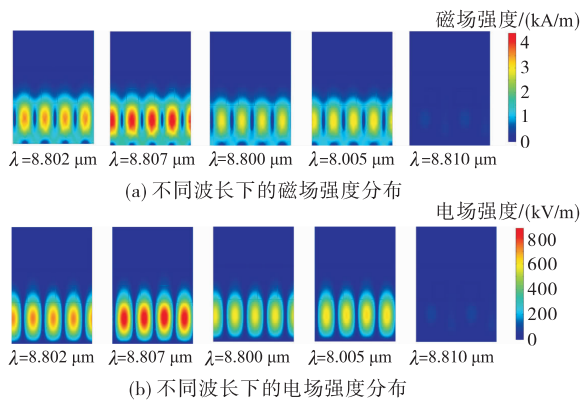 磁场强度/(kA/m)
4
3
2
1
0
λ=8.802 μm λ=8.807 μm λ=8.800 μm λ=8.005 μm λ=8.810 μm
(a) 不同波长下的磁场强度分布
电场强度/(kV/m)
800
600
400
200
0
λ=8.802 μm λ=8.807 μm λ=8.800 μm λ=8.005 μm λ=8.810 μm
(b) 不同波长下的电场强度分布